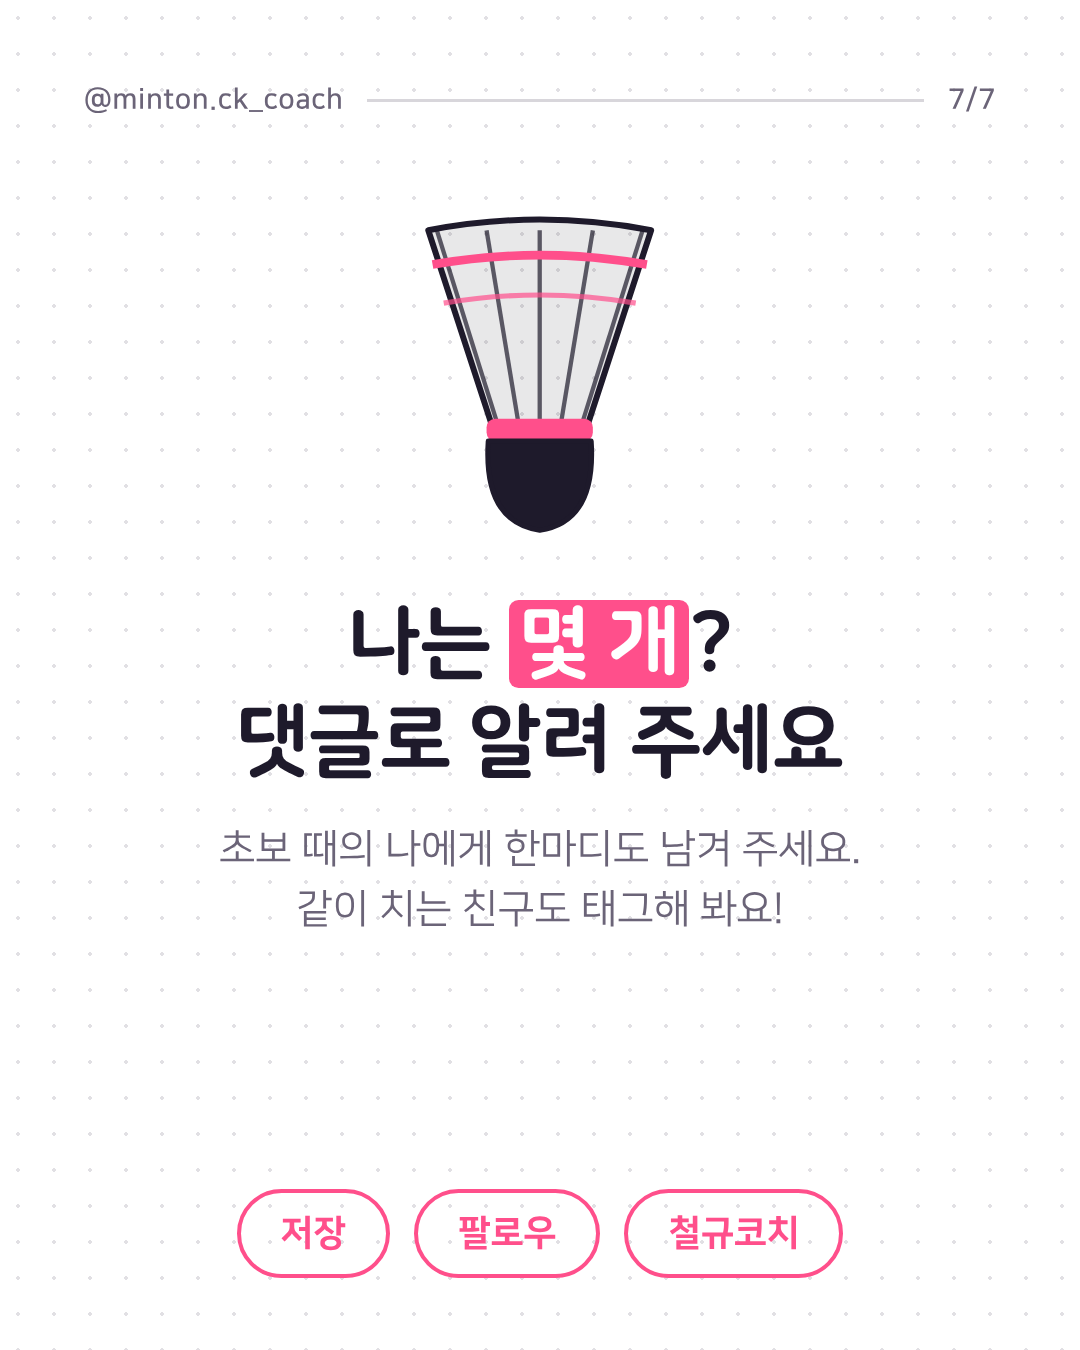 @minton.ck_coach 7/7
나는 몇 개?
댓글로 알려 주세요
초보 때의 나에게 한마디도 남겨 주세요.
같이 치는 친구도 태그해 봐요!
저장 팔로우 철규코치